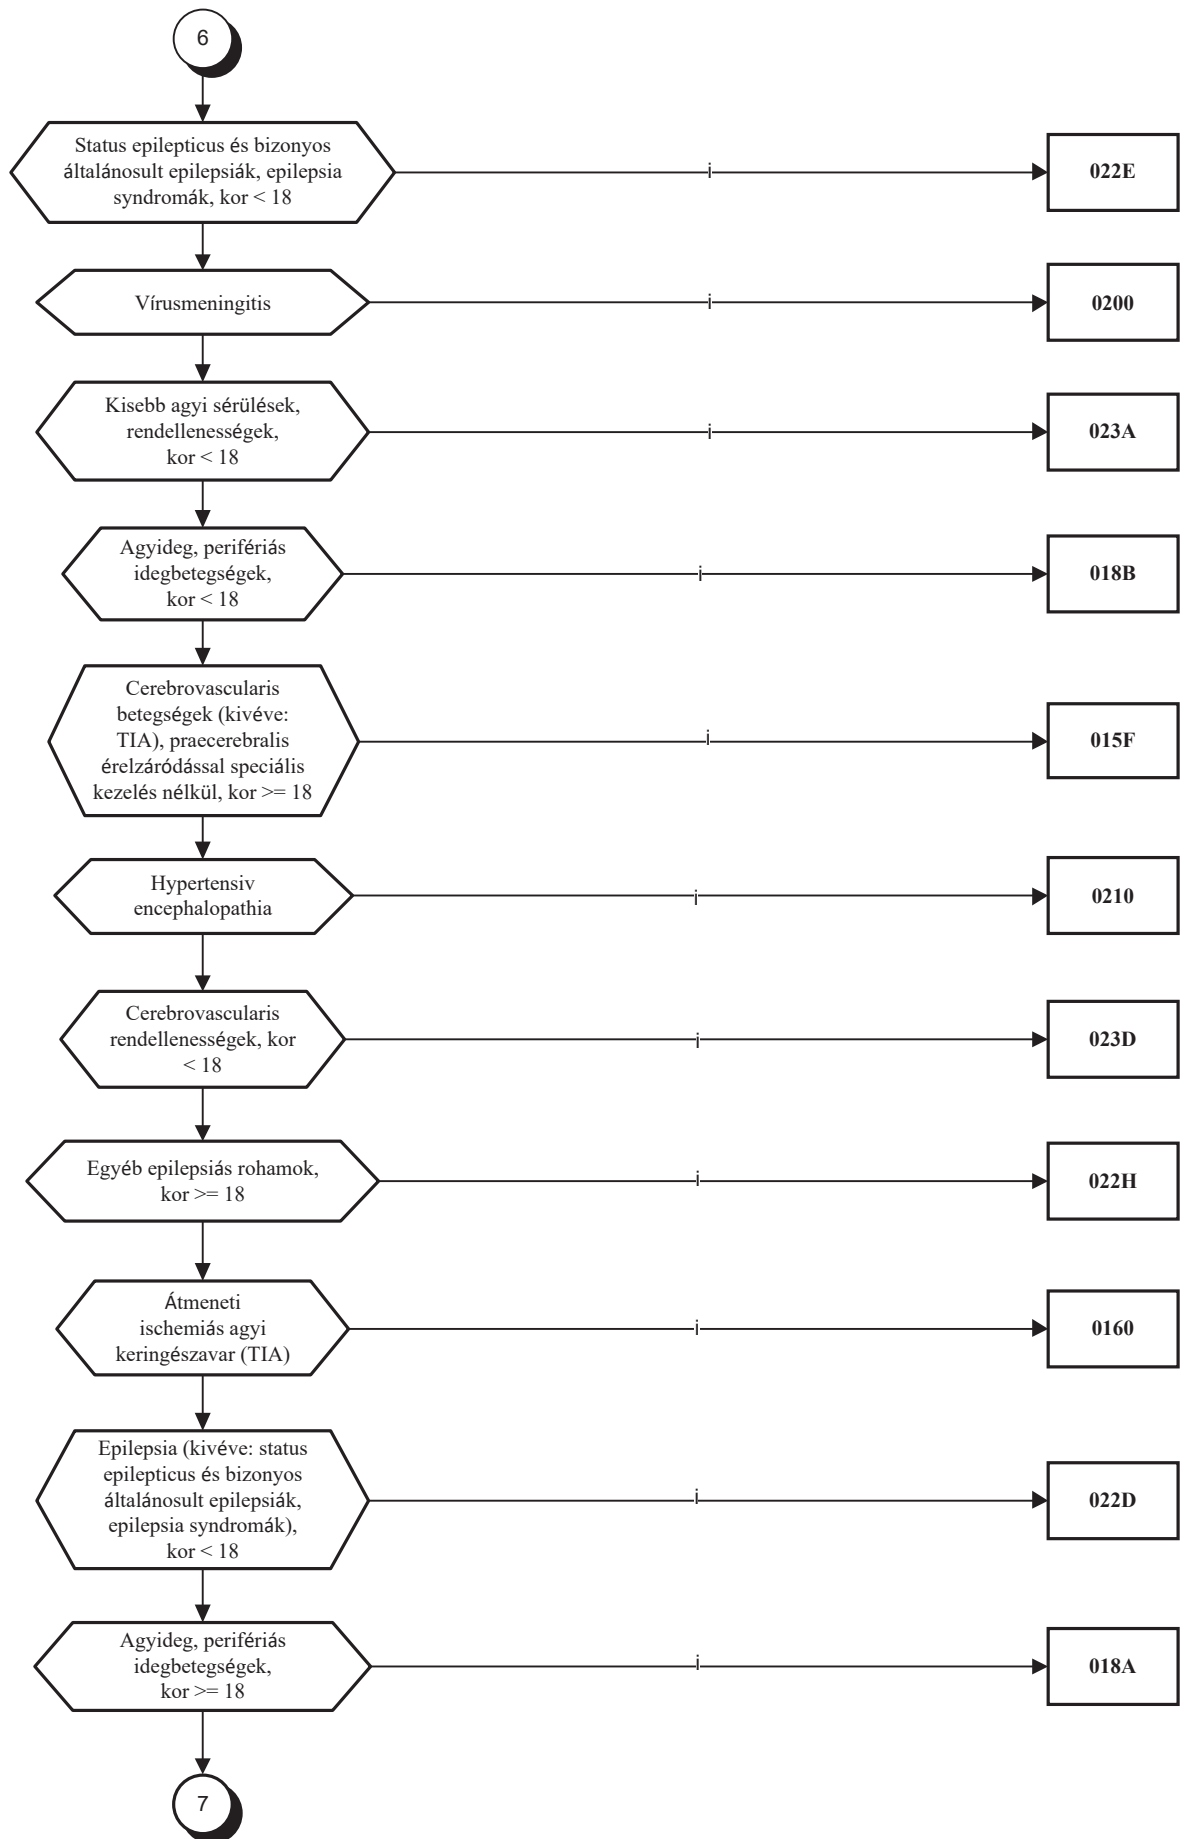 6
Status epilepticus és bizonyos
általánosult epilepsiák, epilepsia
syndromák, kor < 18
i
022E
Vírusmeningitis
i
0200
Kisebb agyi sérülések,
rendellenességek,
kor < 18
i
023A
Agyideg, perifériás
idegbetegségek,
kor < 18
i
018B
Cerebrovascularis
betegségek (kivéve:
TIA), praecerebralis
érelzáródással speciális
kezelés nélkül, kor >= 18
i
015F
Hypertensiv
encephalopathia
i
0210
Cerebrovascularis
rendellenességek, kor
< 18
i
023D
Egyéb epilepsiás rohamok,
kor >= 18
i
022H
Átmeneti
ischemiás agyi
keringészavar (TIA)
i
0160
Epilepsia (kivéve: status
epilepticus és bizonyos
általánosult epilepsiák,
epilepsia syndromák),
kor < 18
i
022D
Agyideg, perifériás
idegbetegségek,
kor >= 18
i
018A
7